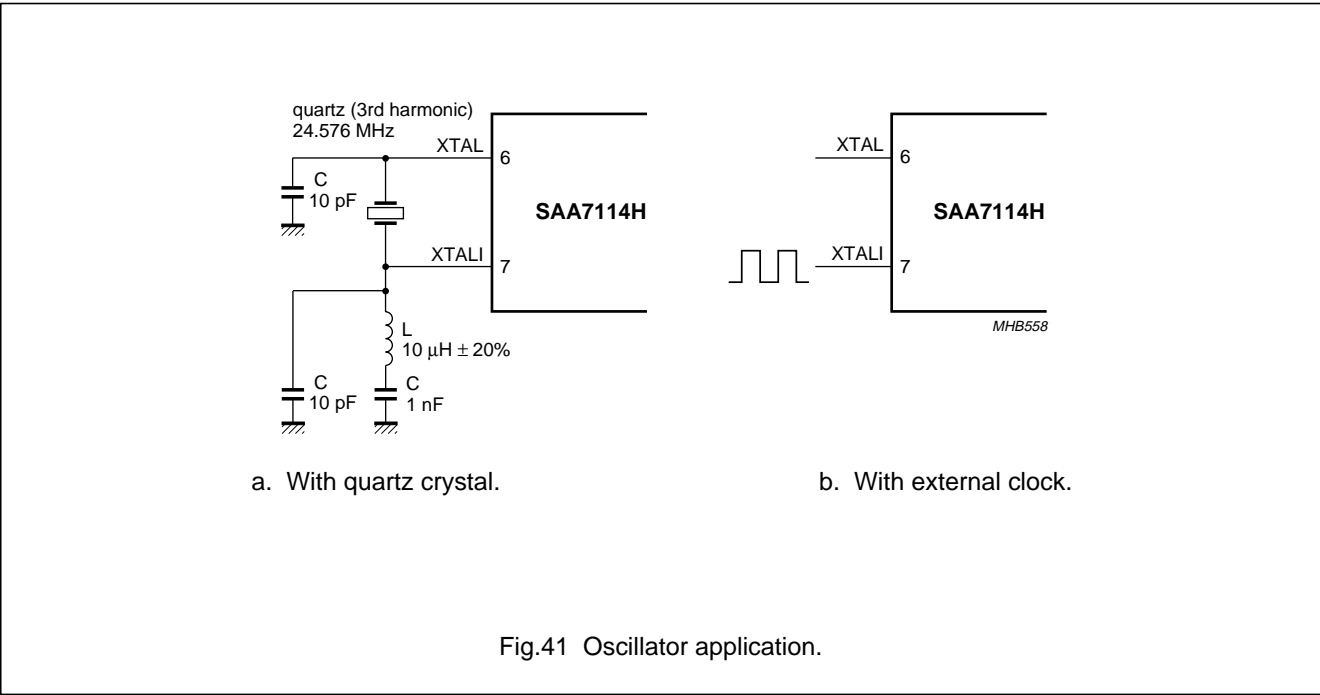 quartz (3rd harmonic)
24.576 MHz
XTAL
6
C
10 pF
SAA7114H
XTALI
7
L
10 μH ± 20%
C
10 pF
C
1 nF
a. With quartz crystal.
XTAL
6
SAA7114H
XTALI
7
MHB558
b. With external clock.
Fig.41 Oscillator application.